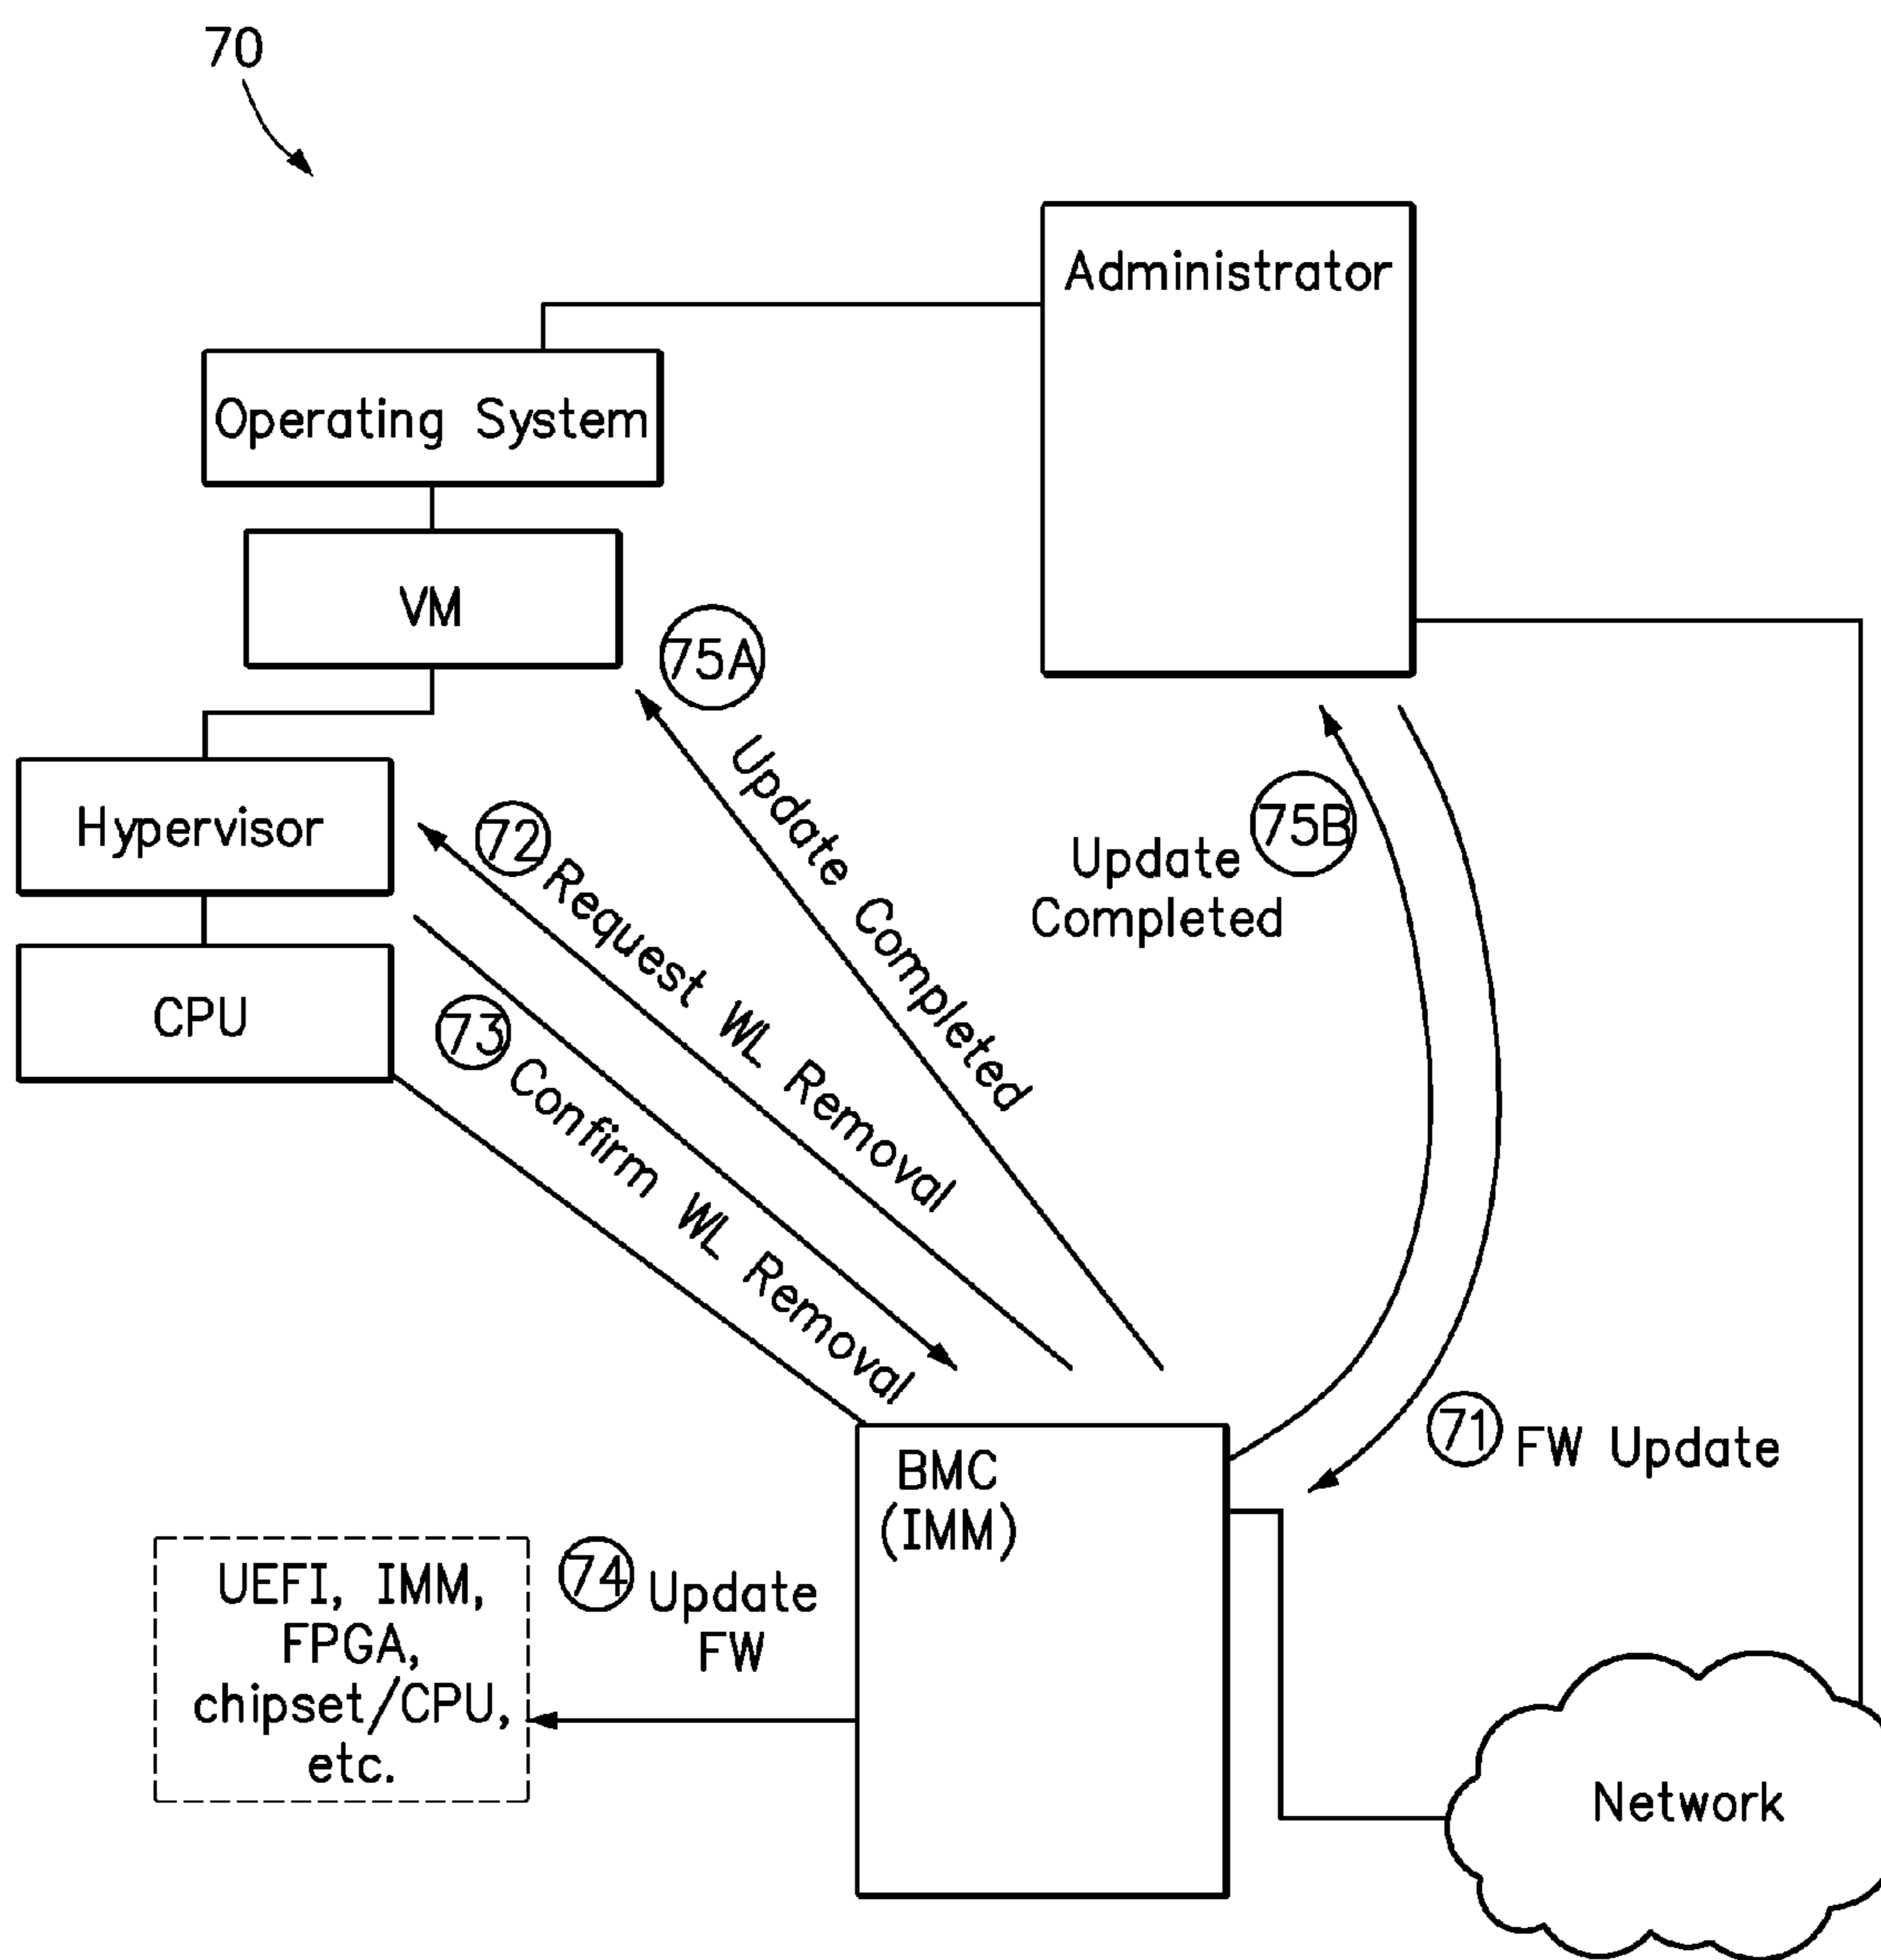 70
Administrator
Operating System
VM
75A
Update Completed
Hypervisor
72
Request WL Removal
75B
Update
Completed
CPU
73
Confirm WL Removal
71
FW Update
BMC
(IMM)
74
Update
FW
UEFI, IMM,
FPGA,
chipset/CPU,
etc.
Network